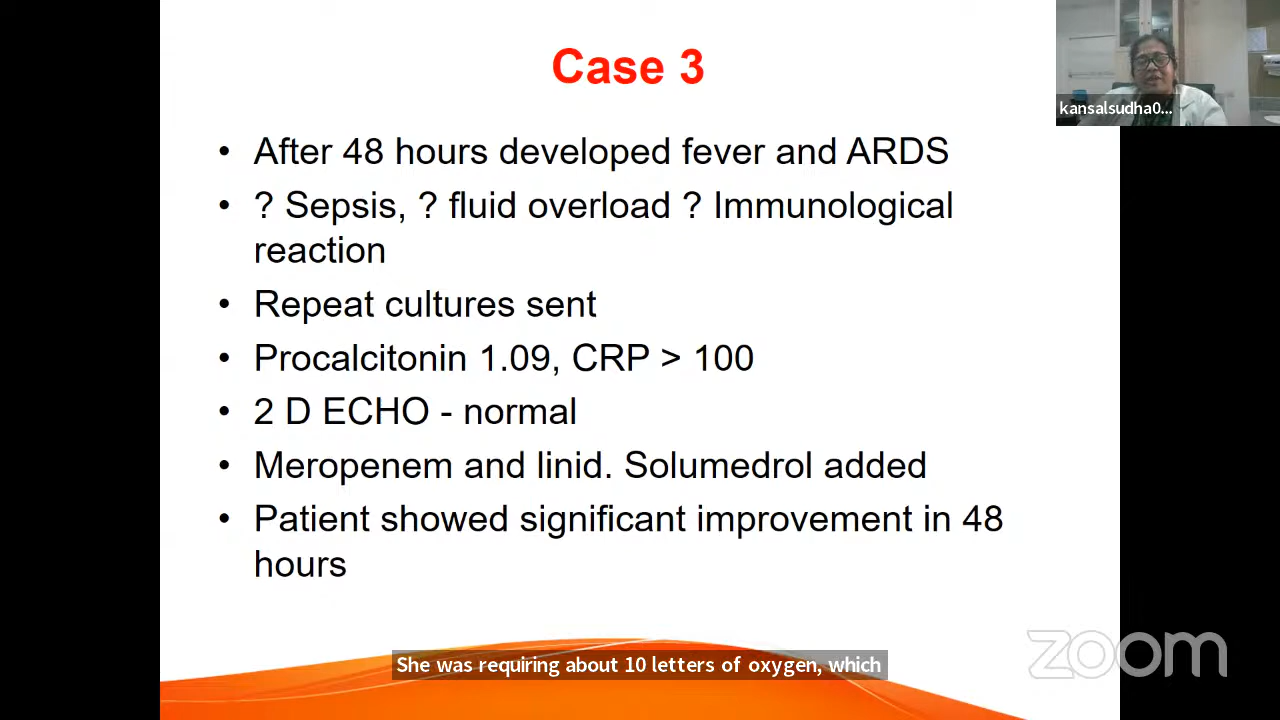 Case 3
kansalsudha0...
• After 48 hours developed fever and ARDS
• ? Sepsis, ? fluid overload ? Immunological
reaction
• Repeat cultures sent
• Procalcitonin 1.09, CRP > 100
• 2 D ECHO - normal
• Meropenem and linid. Solumedrol added
• Patient showed significant improvement in 48
hours
She was requiring about 10 letters of oxygen, which
zoom